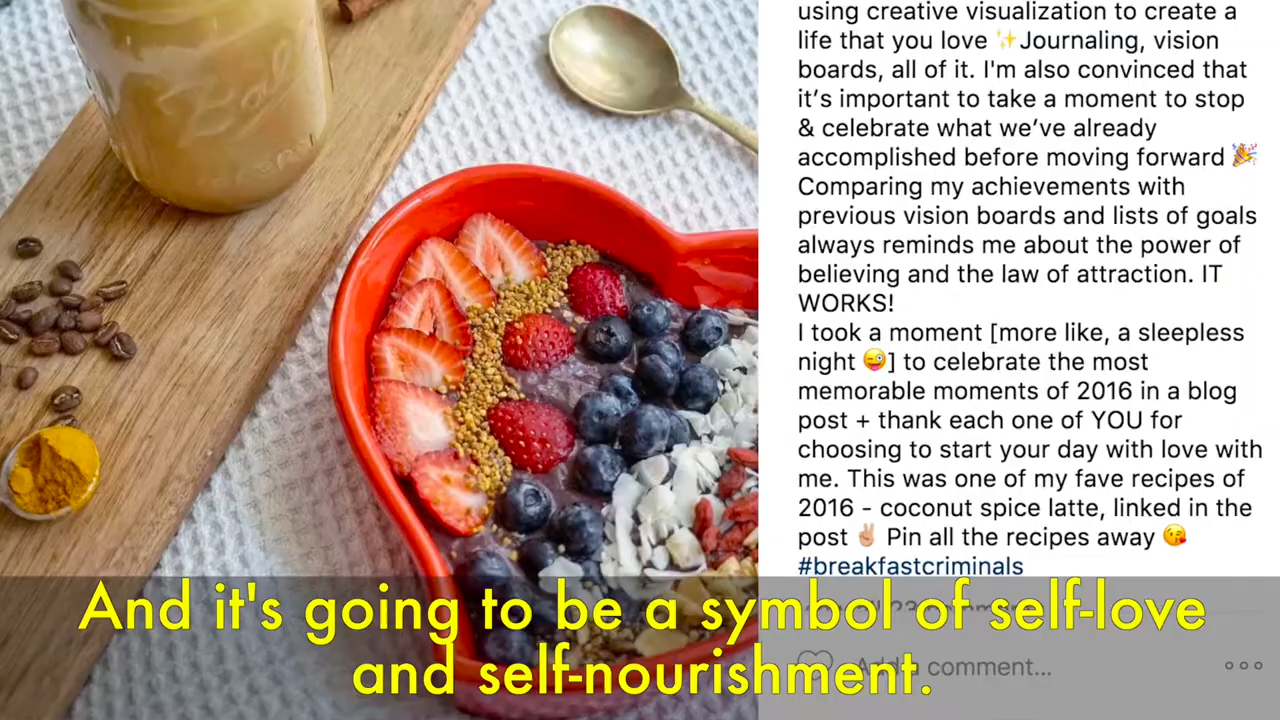 using creative visualization to create a
life that you love ✨Journaling, vision
boards, all of it. I'm also convinced that
it’s important to take a moment to stop
& celebrate what we’ve already
accomplished before moving forward 🎉
Comparing my achievements with
previous vision boards and lists of goals
always reminds me about the power of
believing and the law of attraction. IT
WORKS!
I took a moment [more like, a sleepless
night 😜] to celebrate the most
memorable moments of 2016 in a blog
post + thank each one of YOU for
choosing to start your day with love with
me. This was one of my fave recipes of
2016 - coconut spice latte, linked in the
post ✌🏼 Pin all the recipes away 😘
#breakfastcriminals
Add a comment...
Ball
And it's going to be a symbol of self-love
and self-nourishment.